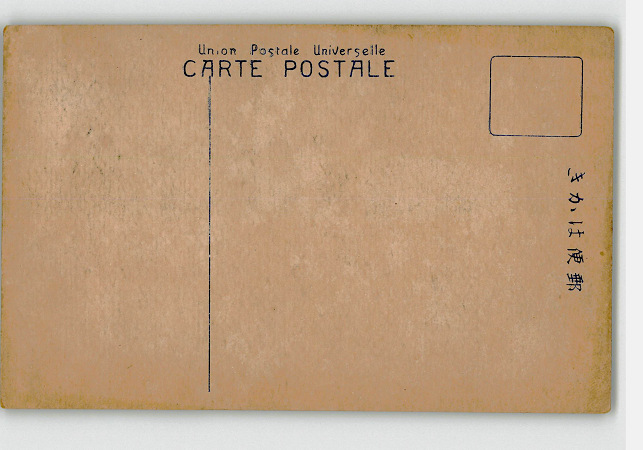 Union Postale Universelle
CARTE POSTALE
きかは便郵